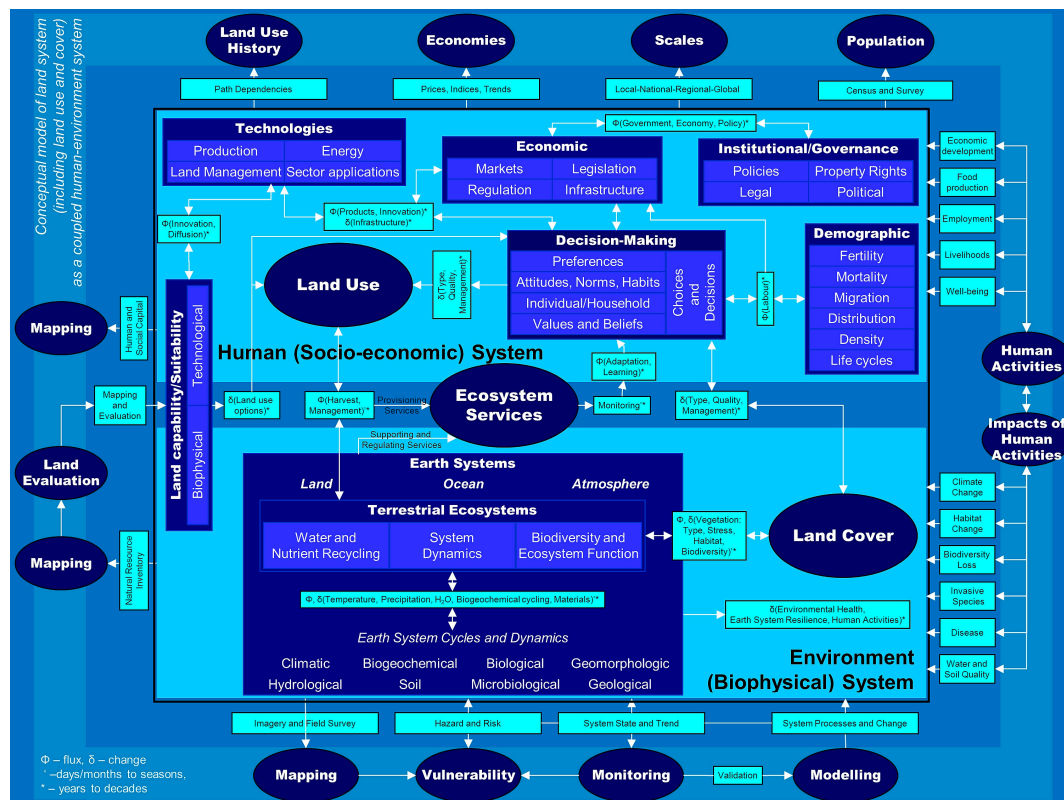 Conceptual model of land system
(including land use and cover)
as a coupled human-environment system
Land Use
History
Economies
Scales
Population
Path Dependencies
Prices, Indices, Trends
Local-National-Regional-Global
Census and Survey
Technologies
Production
Energy
Land Management
Sector applications
Φ(Government, Economy, Policy)*
Economic
Markets
Legislation
Regulation
Infrastructure
Institutional/Governance
Policies
Property Rights
Legal
Political
Economic
development
Food
production
Employment
Livelihoods
Well-being
Φ(Innovation,
Diffusion)*
Φ(Products, Innovation)*
δ(Infrastructure)*
Decision-Making
Preferences
Attitudes, Norms, Habits
Individual/Household
Values and Beliefs
Choices
and
Decisions
Φ(Labour)*
Demographic
Fertility
Mortality
Migration
Distribution
Density
Life cycles
Land Use
δ(Type,
Quality,
Management)*
Mapping
Human and
Social Capital
Human (Socio-economic) System
Φ(Adaptation,
Learning)*
Human
Activities
Land capability/Suitability
Technological
Biophysical
Mapping
and
Evaluation
δ(Land use
options)*
Φ(Harvest,
Management)'*
Provisioning
Services
Ecosystem
Services
Monitoring'*
δ(Type, Quality,
Management)*
Impacts of
Human
Activities
Supporting and
Regulating Services
Land
Evaluation
Earth Systems
Land
Ocean
Atmosphere
Terrestrial Ecosystems
Water and
Nutrient Recycling
System
Dynamics
Biodiversity and
Ecosystem Function
Φ, δ(Vegetation:
Type, Stress,
Habitat,
Biodiversity)'*
Land Cover
Climate
Change
Habitat
Change
Biodiversity
Loss
Invasive
Species
Disease
Water and
Soil Quality
Mapping
Natural Resource
Inventory
Φ, δ(Temperature, Precipitation, H₂O, Biogeochemical cycling, Materials)'*
δ(Environmental Health,
Earth System Resilience, Human Activities)*
Earth System Cycles and Dynamics
Climatic
Biogeochemical
Biological
Geomorphologic
Hydrological
Soil
Microbiological
Geological
Environment
(Biophysical) System
Imagery and Field Survey
Hazard and Risk
System State and Trend
System Processes and Change
Φ – flux, δ – change
' –days/months to seasons,
* – years to decades
Mapping
Vulnerability
Monitoring
Validation
Modelling